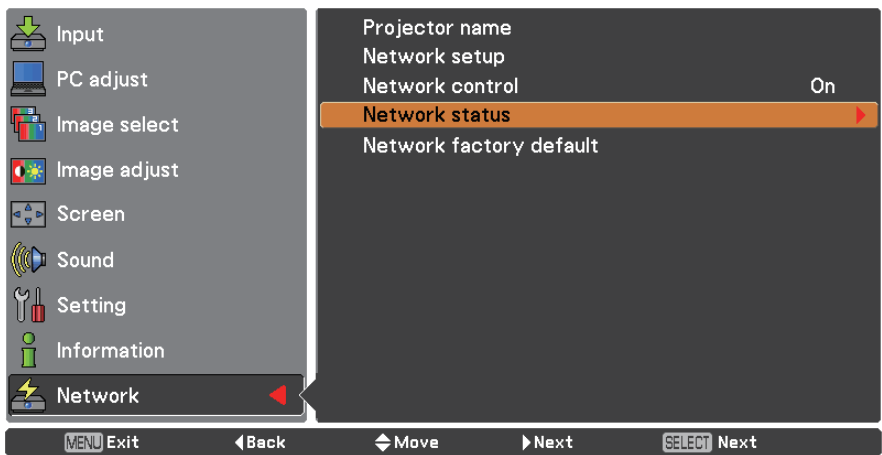 Input
PC adjust
Image select
Image adjust
Screen
Sound
Setting
Information
Network
Projector name
Network setup
Network control On
Network status
Network factory default
MENU Exit Back Move Next SELECT Next